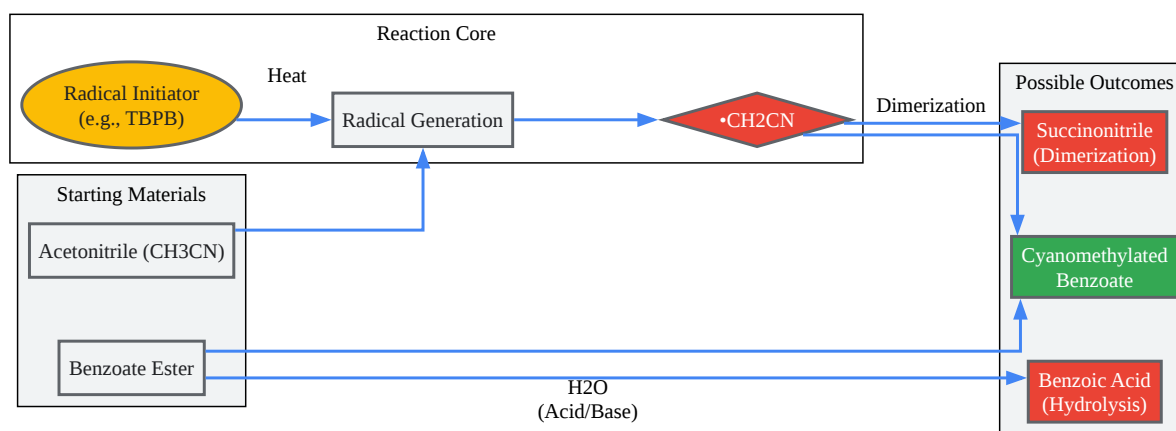 Reaction Core
Heat
Radical Initiator
(e.g., TBPB)
Radical Generation
•CH2CN
Dimerization
Possible Outcomes
Succinonitrile
(Dimerization)
Starting Materials
Acetonitrile (CH3CN)
Cyanomethylated
Benzoate
Benzoate Ester
H2O
(Acid/Base)
Benzoic Acid
(Hydrolysis)